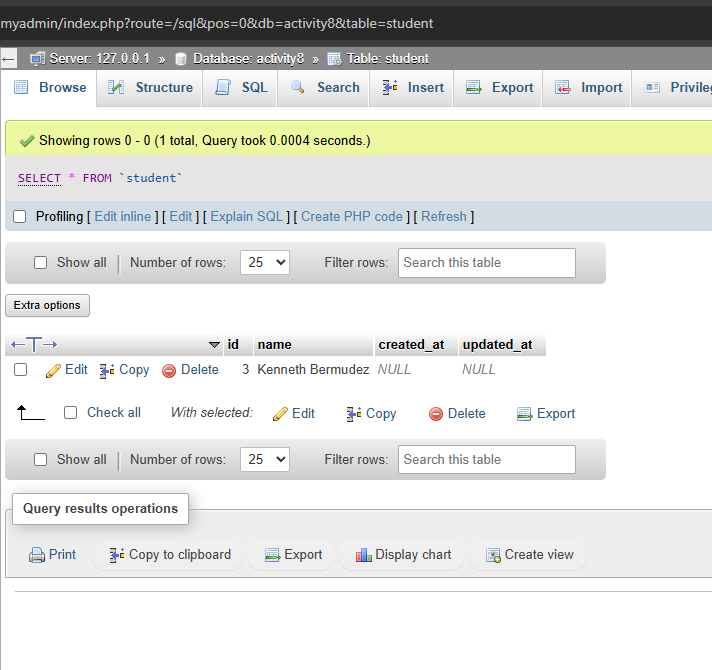 myadmin/index.php?route=/sql&pos=0&db=activity8&table=student
Server: 127.0.0.1 » Database: activity8 » Table: student
Browse Structure SQL Search Insert Export Import
Showing rows 0 - 0 (1 total, Query took 0.0004 seconds.)
SELECT * FROM `student`
Profiling [ Edit inline ] [ Edit ] [ Explain SQL ] [ Create PHP code ] [ Refresh ]
Show all Number of rows: 25 Filter rows: Search this table
Extra options
id name created_at updated_at
Edit Copy Delete 3 Kenneth Bermudez NULL NULL
Check all With selected: Edit Copy Delete Export
Show all Number of rows: 25 Filter rows: Search this table
Query results operations
Print Copy to clipboard Export Display chart Create view